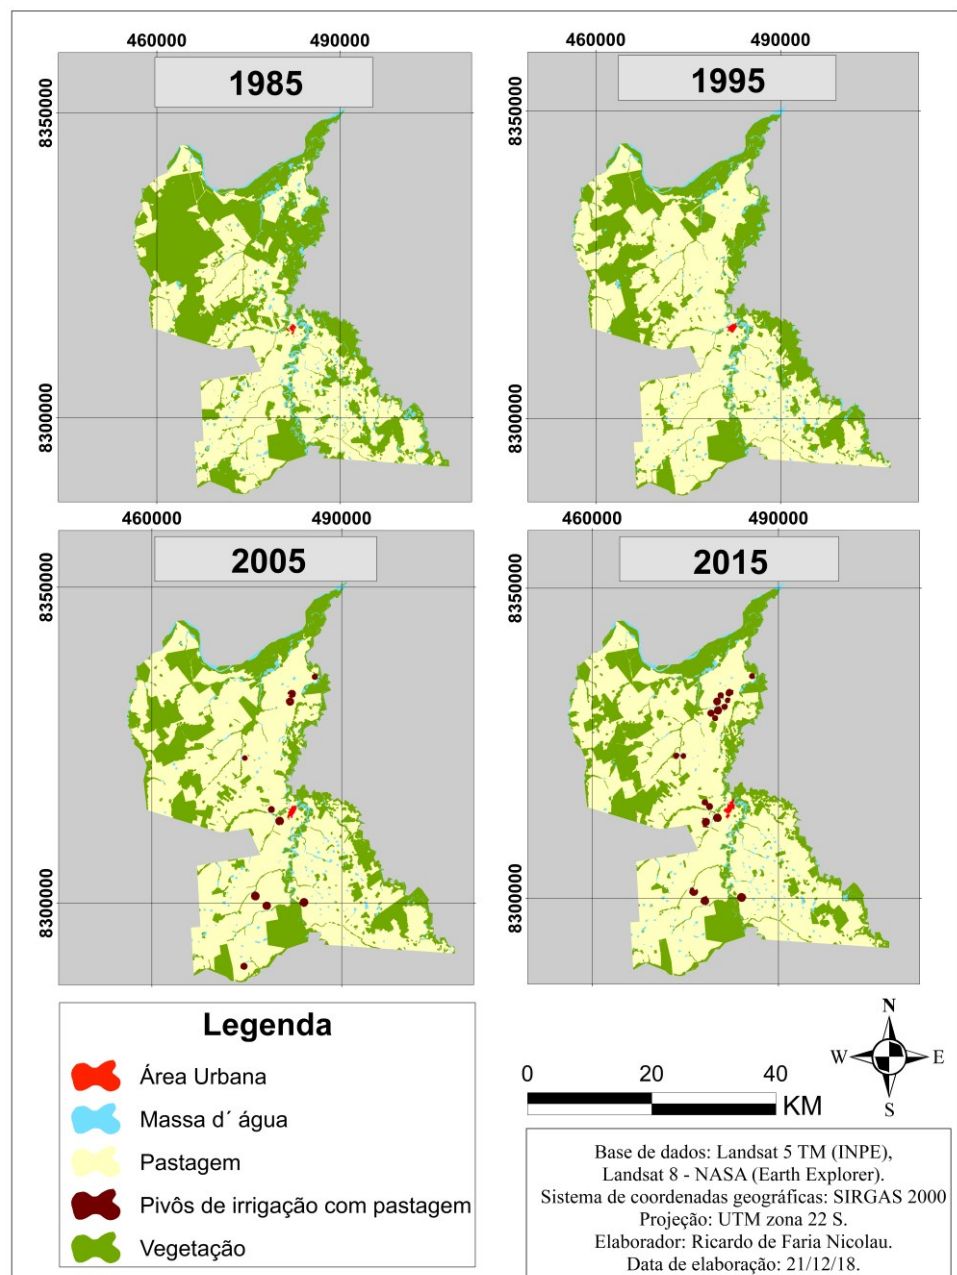 460000 490000
460000 490000
1985
1995
8350000
8350000
8300000
8300000
460000 490000
460000 490000
2005
2015
8350000
8350000
8300000
8300000
Legenda
Área Urbana
Massa d´ água
Pastagem
Pivôs de irrigação com pastagem
Vegetação
N
W E
S
0 20 40
KM
Base de dados: Landsat 5 TM (INPE),
Landsat 8 - NASA (Earth Explorer).
Sistema de coordenadas geográficas: SIRGAS 2000
Projeção: UTM zona 22 S.
Elaborador: Ricardo de Faria Nicolau.
Data de elaboração: 21/12/18.